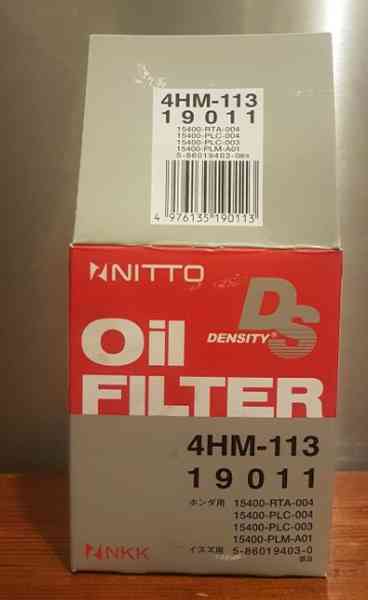 4HM-113
19011
15400-RTA-004
15400-PLC-004
15400-PLC-003
15400-PLM-A01
4 976135 190113
NITTO
DS
DENSITY®
Oil
FILTER
4HM-113
19011
ホンダ用 15400-RTA-004
15400-PLC-004
15400-PLC-003
15400-PLM-A01
イスズ用 5-86019403-0
NKK